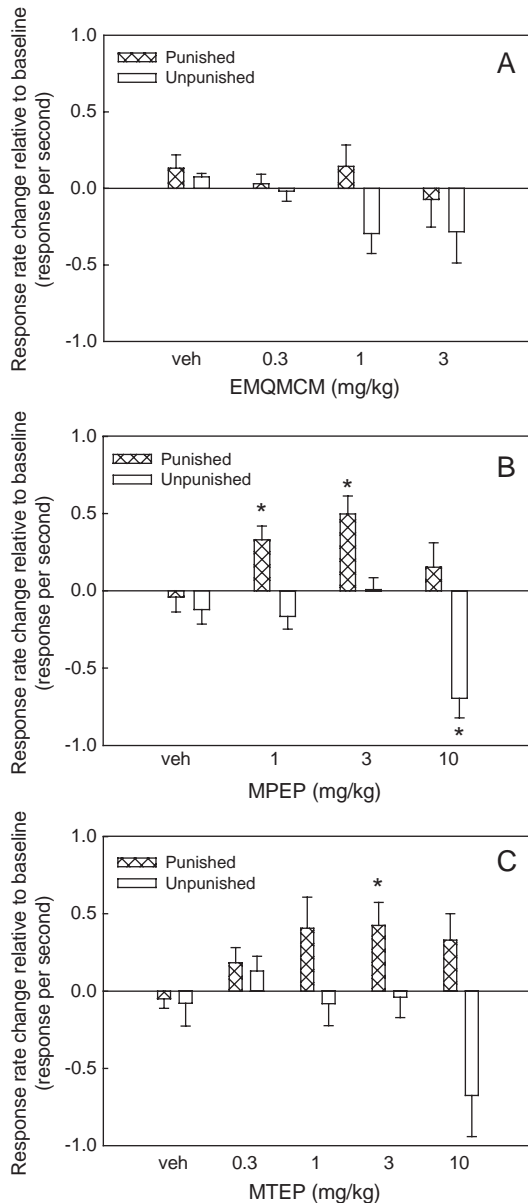 A
Response rate change relative to baseline
(response per second)
1.0
0.5
0.0
-0.5
-1.0
Punished
Unpunished
veh 0.3 1 3
EMQMCM (mg/kg)
B
Response rate change relative to baseline
(response per second)
1.0
0.5
0.0
-0.5
-1.0
Punished
Unpunished
* * *
veh 1 3 10
MPEP (mg/kg)
C
Response rate change relative to baseline
(response per second)
1.0
0.5
0.0
-0.5
-1.0
Punished
Unpunished
*
veh 0.3 1 3 10
MTEP (mg/kg)